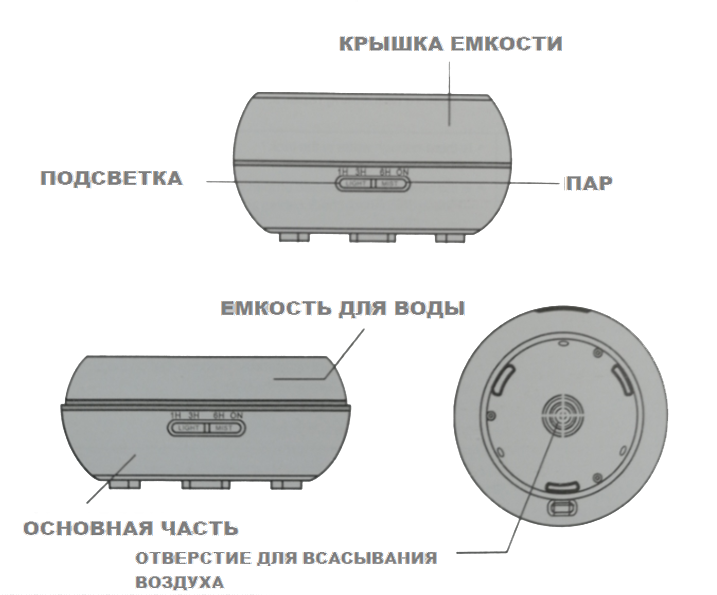 КРЫШКА ЕМКОСТИ
1H 3H 6H ON
ПОДСВЕТКА
LIGHT MIST
ПАР
ЕМКОСТЬ ДЛЯ ВОДЫ
1H 3H 6H ON
LIGHT MIST
ОСНОВНАЯ ЧАСТЬ
ОТВЕРСТИЕ ДЛЯ ВСАСЫВАНИЯ
ВОЗДУХА